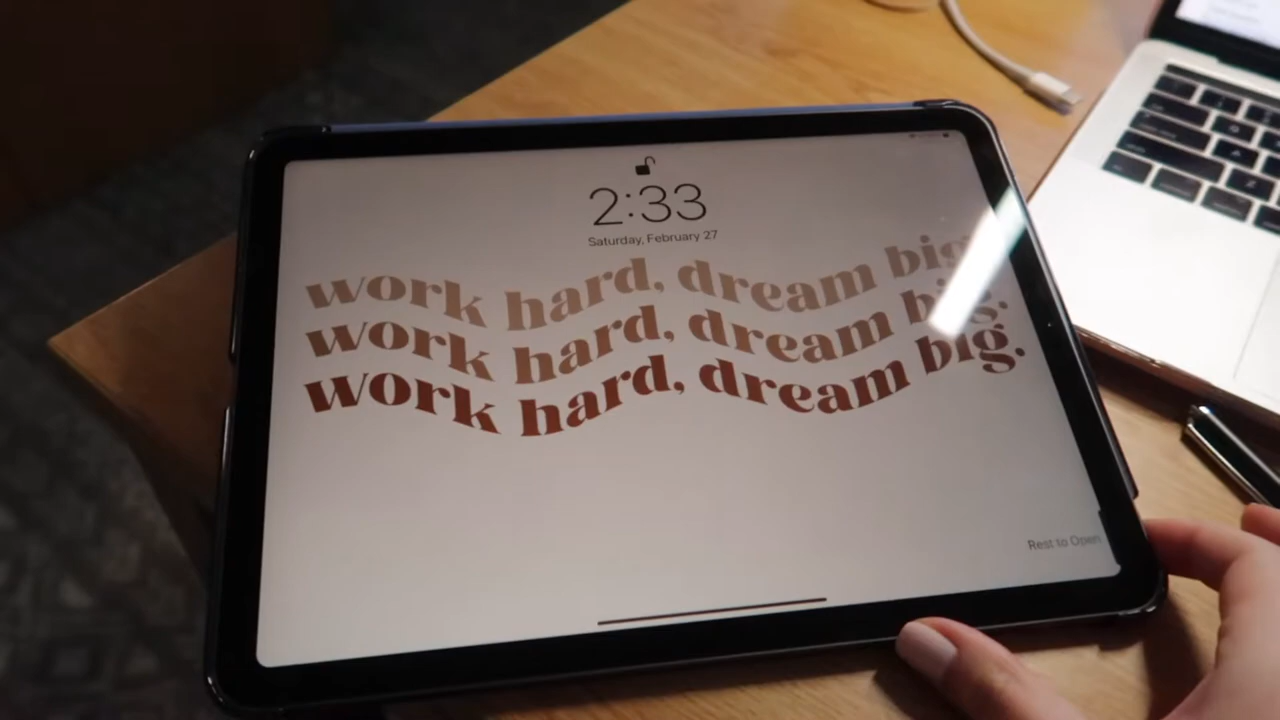 2:33
Saturday, February 27
work hard, dream big.
work hard, dream big.
work hard, dream big.
Rest to Open